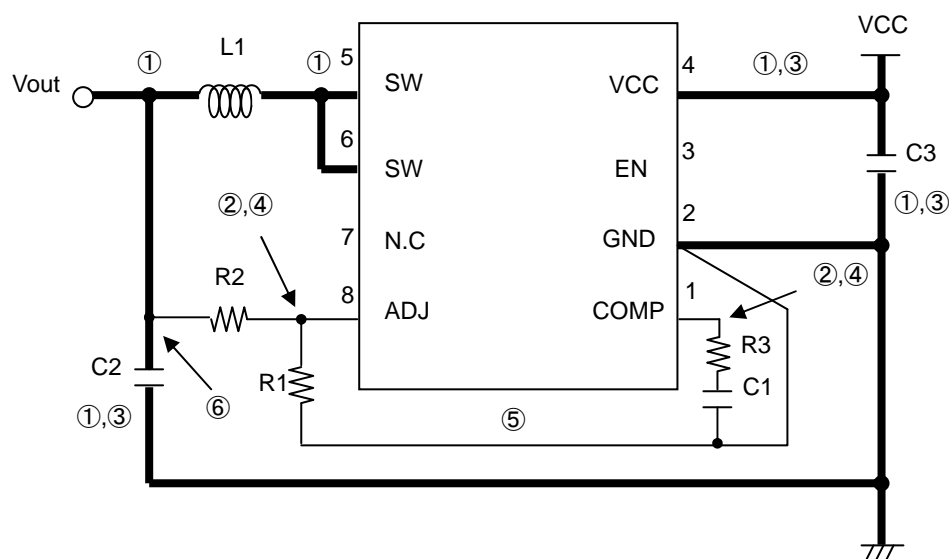 VCC
L1
①
①
5
Vout
SW
VCC
4
①,③
6
3
C3
SW
EN
①,③
②,④
2
7
N.C
GND
②,④
R2
8
1
ADJ
COMP
R3
C2
R1
C1
⑥
①,③
⑤